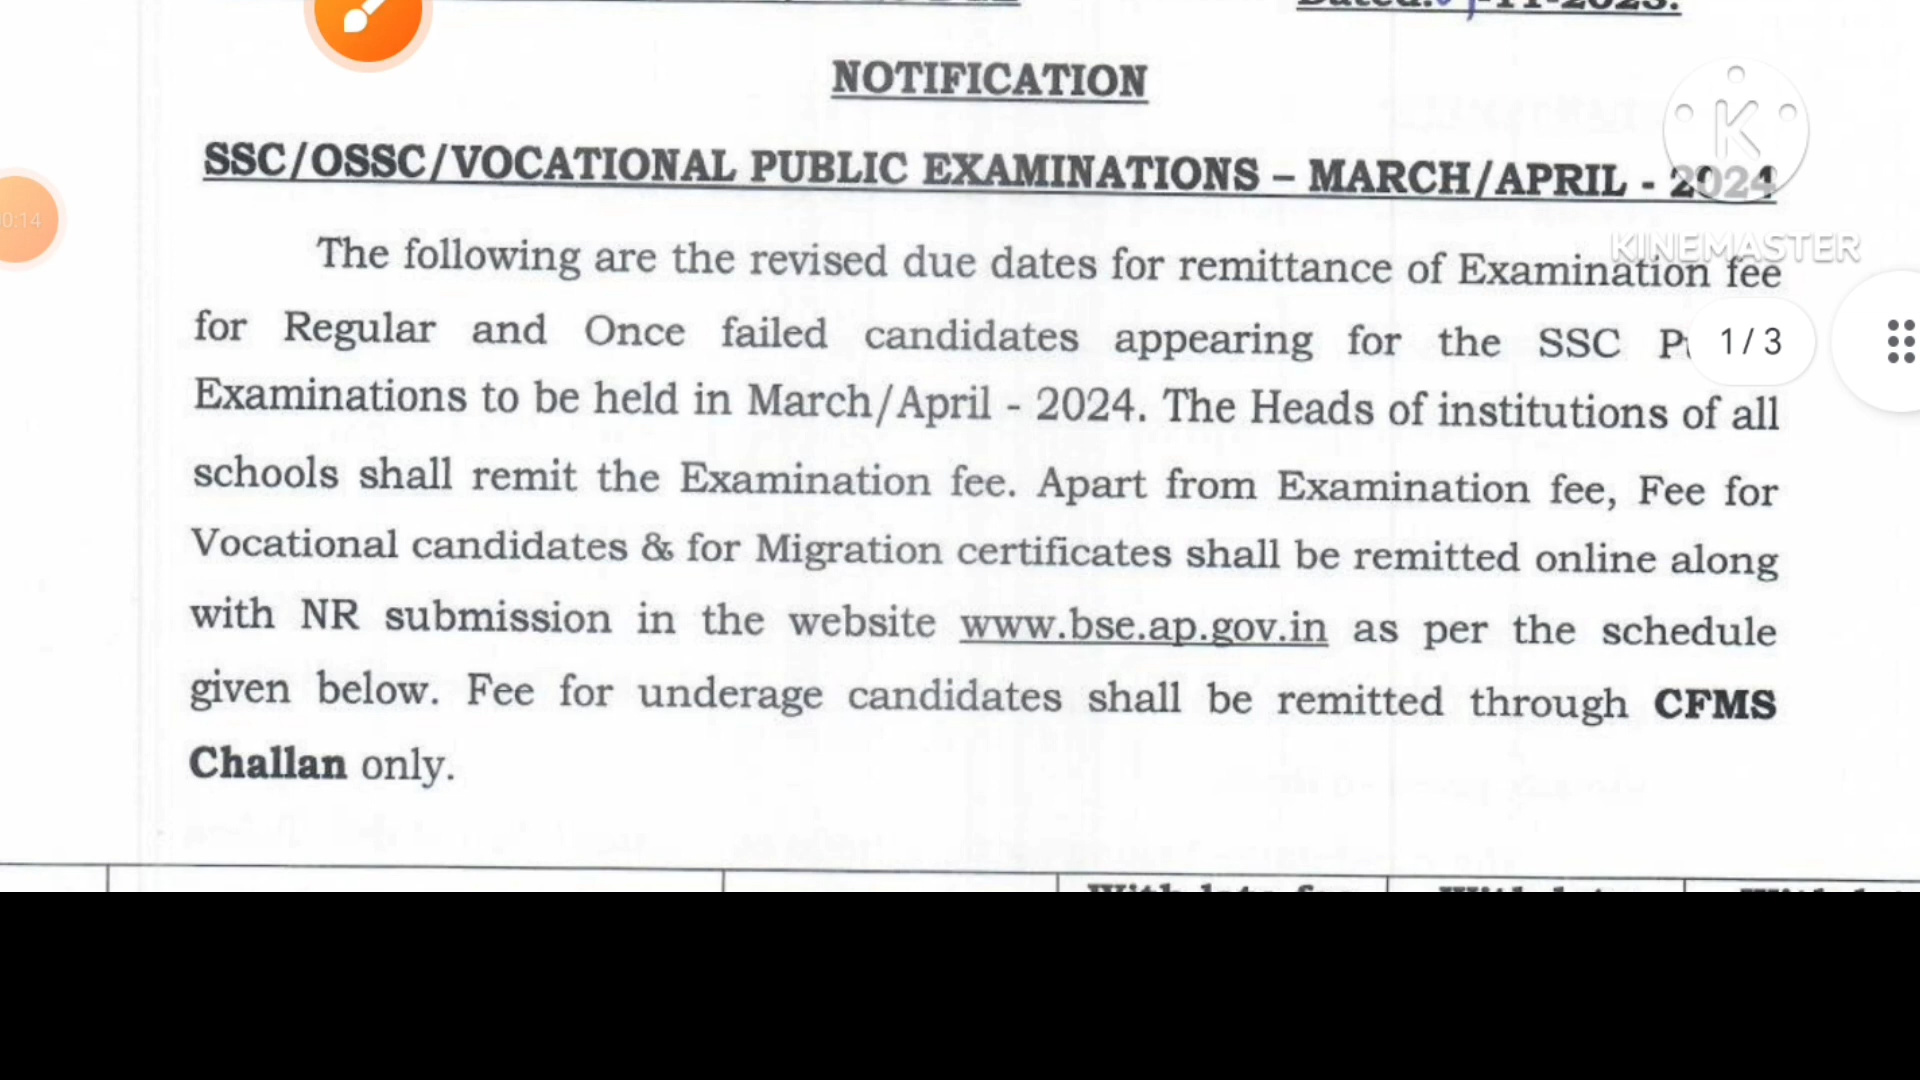 NOTIFICATION
SSC/OSSC/VOCATIONAL PUBLIC EXAMINATIONS – MARCH/APRIL - 2024
K
KINEMASTER
0:14
The following are the revised due dates for remittance of Examination fee
for Regular and Once failed candidates appearing for the SSC
1 / 3
Examinations to be held in March/April - 2024. The Heads of institutions of all
schools shall remit the Examination fee. Apart from Examination fee, Fee for
Vocational candidates & for Migration certificates shall be remitted online along
with NR submission in the website www.bse.ap.gov.in as per the schedule
given below. Fee for underage candidates shall be remitted through CFMS
Challan only.